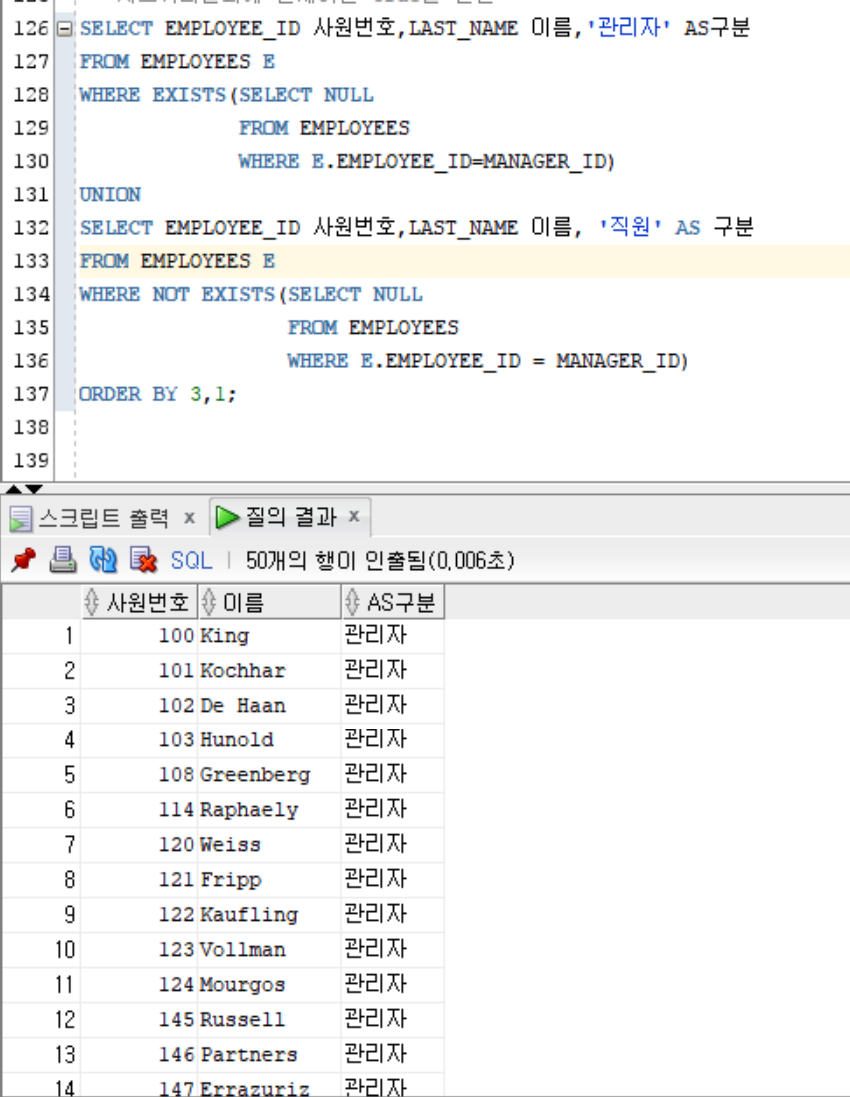 126 SELECT EMPLOYEE_ID 사원번호,LAST_NAME 이름,'관리자' AS구분
127 FROM EMPLOYEES E
128 WHERE EXISTS(SELECT NULL
129 FROM EMPLOYEES
130 WHERE E.EMPLOYEE_ID=MANAGER_ID)
131 UNION
132 SELECT EMPLOYEE_ID 사원번호,LAST_NAME 이름, '직원' AS 구분
133 FROM EMPLOYEES E
134 WHERE NOT EXISTS(SELECT NULL
135 FROM EMPLOYEES
136 WHERE E.EMPLOYEE_ID = MANAGER_ID)
137 ORDER BY 3,1;
138
139
스크립트 출력 x 질의 결과 x
SQL | 50개의 행이 인출됨(0,006초)
사원번호 이름 AS구분
1 100 King 관리자
2 101 Kochhar 관리자
3 102 De Haan 관리자
4 103 Hunold 관리자
5 108 Greenberg 관리자
6 114 Raphaely 관리자
7 120 Weiss 관리자
8 121 Fripp 관리자
9 122 Kaufling 관리자
10 123 Vollman 관리자
11 124 Mourgos 관리자
12 145 Russell 관리자
13 146 Partners 관리자
14 147 Errazuriz 관리자